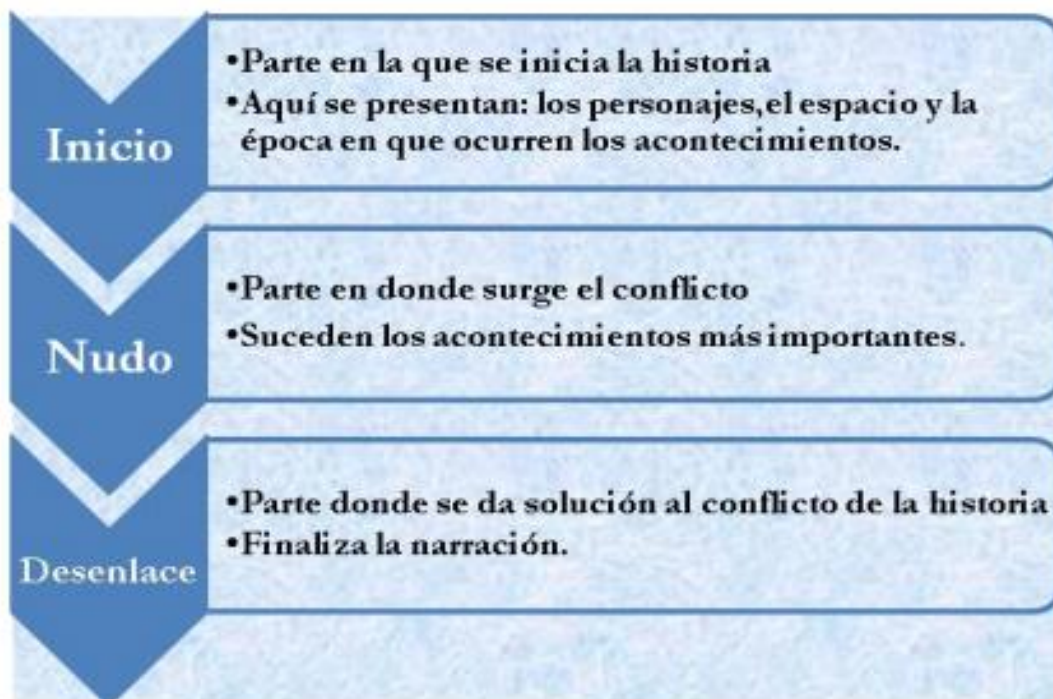 Inicio
•Parte en la que se inicia la historia
•Aquí se presentan: los personajes,el espacio y la
época en que ocurren los acontecimientos.
Nudo
•Parte en donde surge el conflicto
•Suceden los acontecimientos más importantes.
Desenlace
•Parte donde se da solución al conflicto de la historia
•Finaliza la narración.